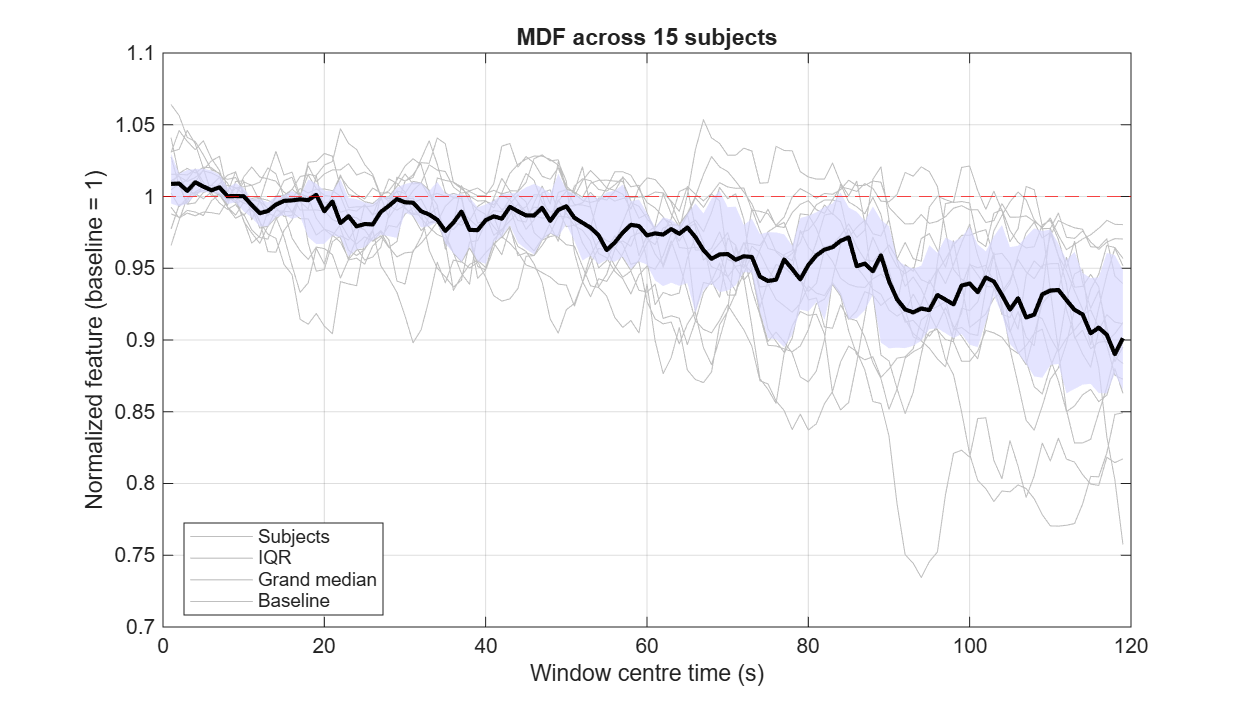 MDF across 15 subjects
1.1
1.05
1
0.95
0.9
0.85
0.8
0.75
0.7
Normalized feature (baseline = 1)
Subjects
IQR
Grand median
Baseline
0 20 40 60 80 100 120
Window centre time (s)